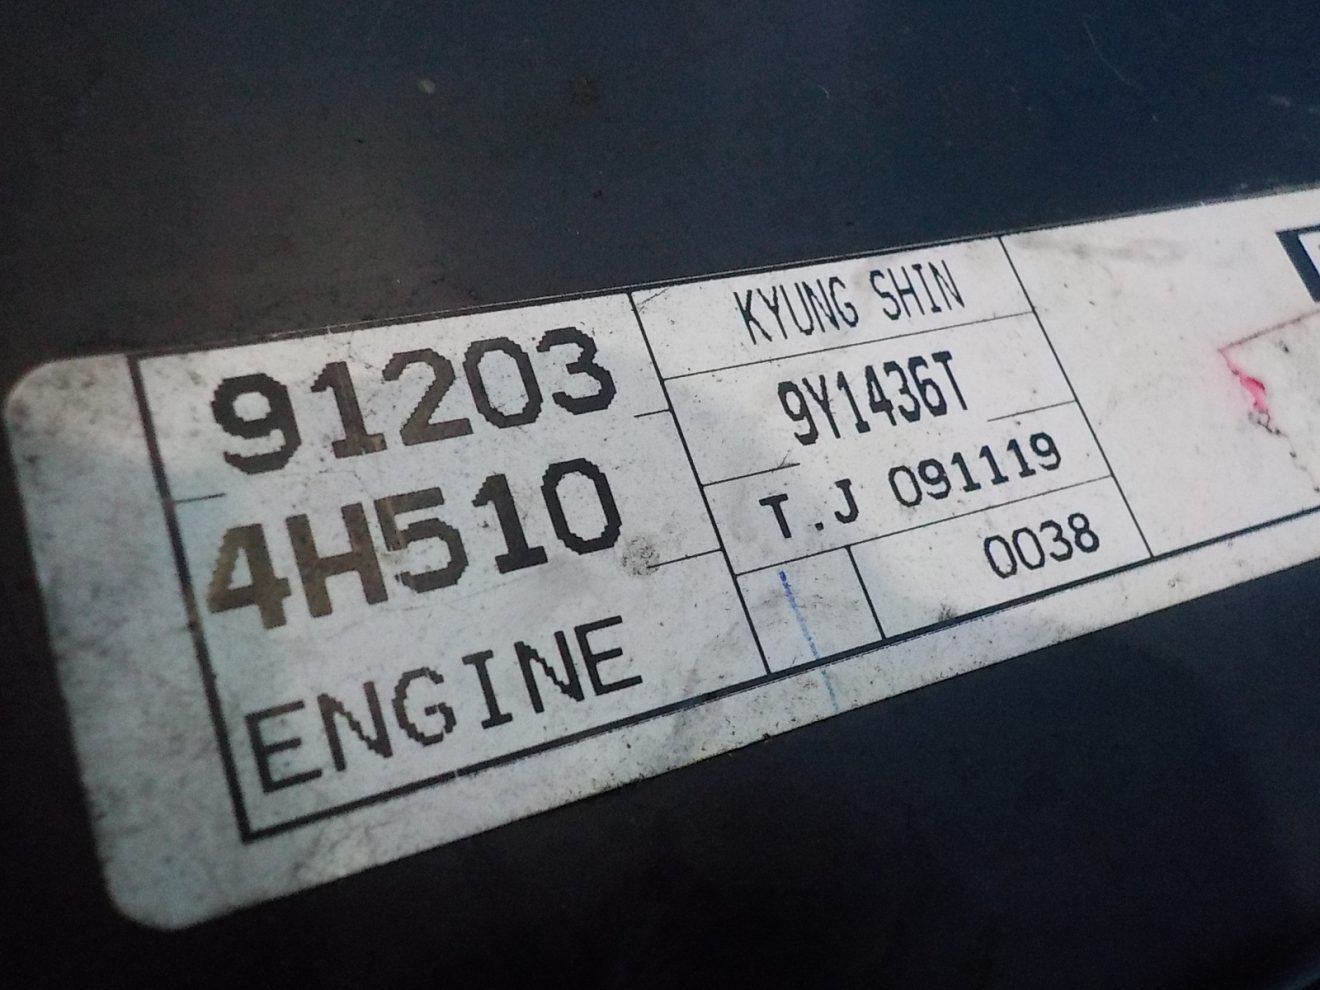 91203
4H510
ENGINE
KYUNG SHIN
9Y1436T
T.J 091119
0038